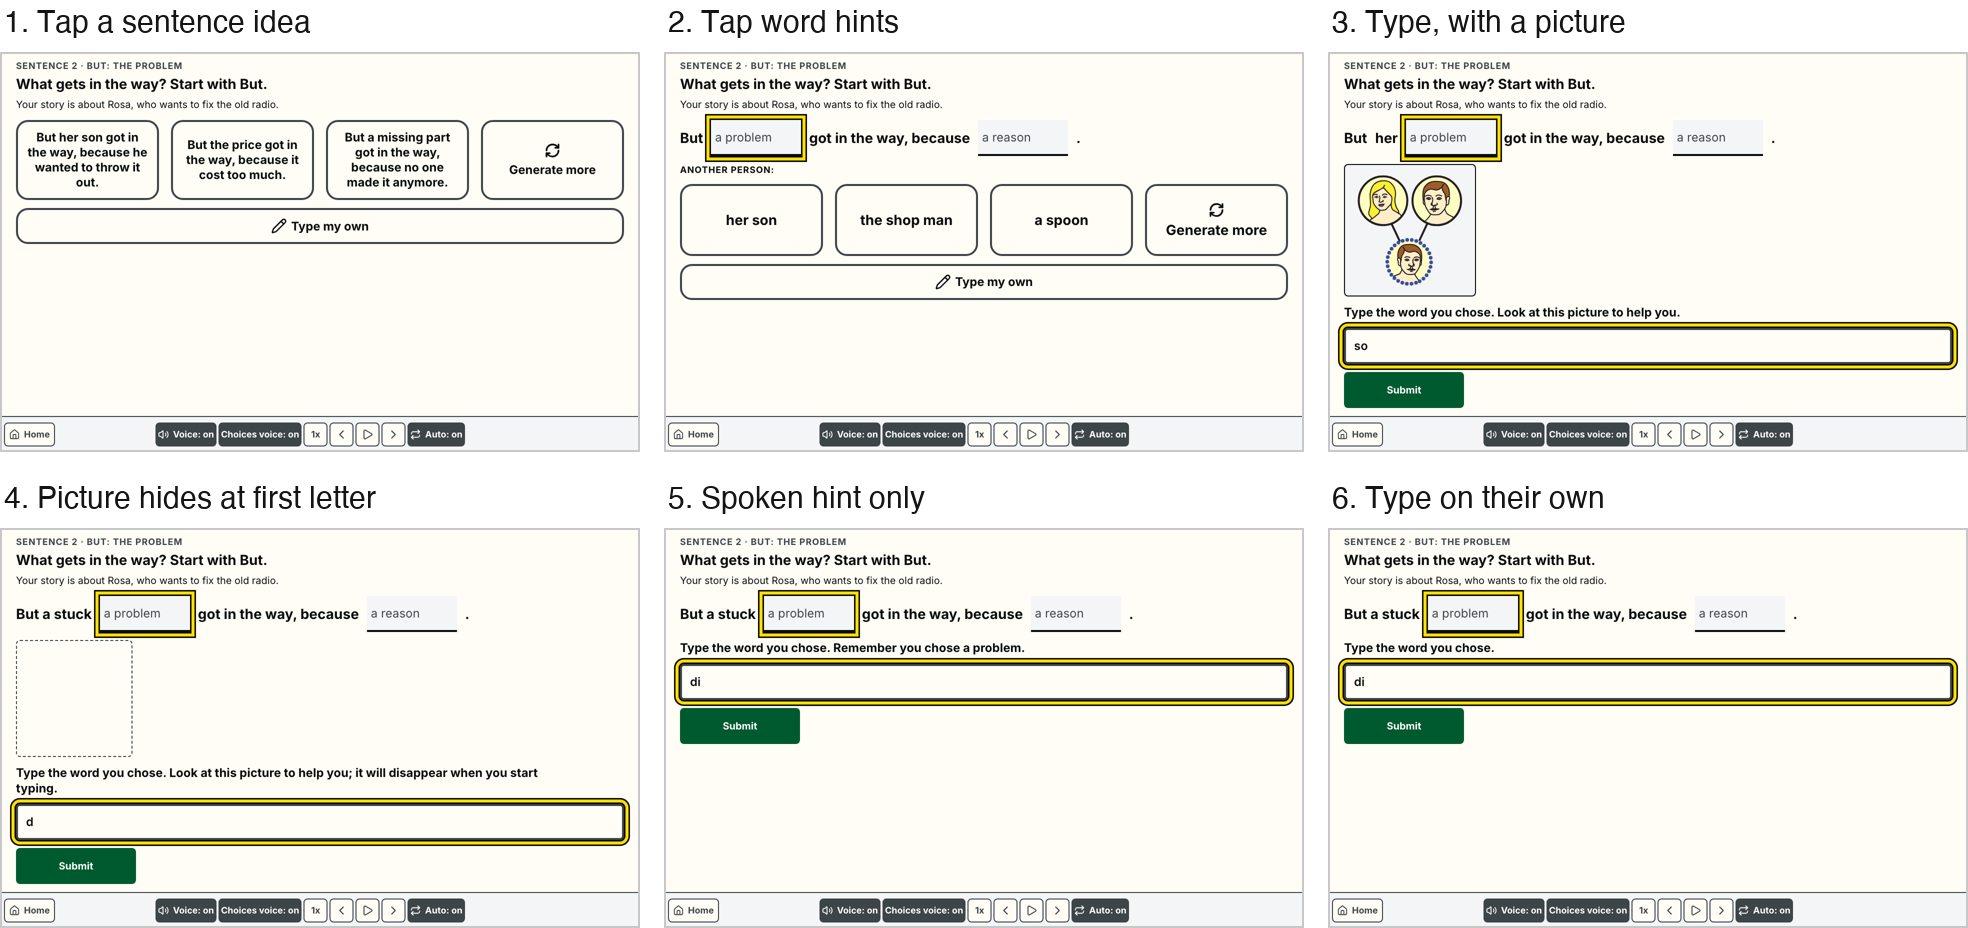 1. Tap a sentence idea
SENTENCE 2 · BUT: THE PROBLEM
What gets in the way? Start with But.
Your story is about Rosa, who wants to fix the old radio.
But her son got in
the way, because he
wanted to throw it
out.
But the price got in
the way, because it
cost too much.
But a missing part
got in the way,
because no one
made it anymore.
Generate more
Type my own
Home
Voice: on
Choices voice: on
1x
Auto: on
2. Tap word hints
SENTENCE 2 · BUT: THE PROBLEM
What gets in the way? Start with But.
Your story is about Rosa, who wants to fix the old radio.
But a problem got in the way, because a reason .
ANOTHER PERSON:
her son
the shop man
a spoon
Generate more
Type my own
Home
Voice: on
Choices voice: on
1x
Auto: on
3. Type, with a picture
SENTENCE 2 · BUT: THE PROBLEM
What gets in the way? Start with But.
Your story is about Rosa, who wants to fix the old radio.
But her a problem got in the way, because a reason .
Type the word you chose. Look at this picture to help you.
so
Submit
Home
Voice: on
Choices voice: on
1x
Auto: on
4. Picture hides at first letter
SENTENCE 2 · BUT: THE PROBLEM
What gets in the way? Start with But.
Your story is about Rosa, who wants to fix the old radio.
But a stuck a problem got in the way, because a reason .
Type the word you chose. Look at this picture to help you; it will disappear when you start
typing.
d
Submit
Home
Voice: on
Choices voice: on
1x
Auto: on
5. Spoken hint only
SENTENCE 2 · BUT: THE PROBLEM
What gets in the way? Start with But.
Your story is about Rosa, who wants to fix the old radio.
But a stuck a problem got in the way, because a reason .
Type the word you chose. Remember you chose a problem.
di
Submit
Home
Voice: on
Choices voice: on
1x
Auto: on
6. Type on their own
SENTENCE 2 · BUT: THE PROBLEM
What gets in the way? Start with But.
Your story is about Rosa, who wants to fix the old radio.
But a stuck a problem got in the way, because a reason .
Type the word you chose.
di
Submit
Home
Voice: on
Choices voice: on
1x
Auto: on